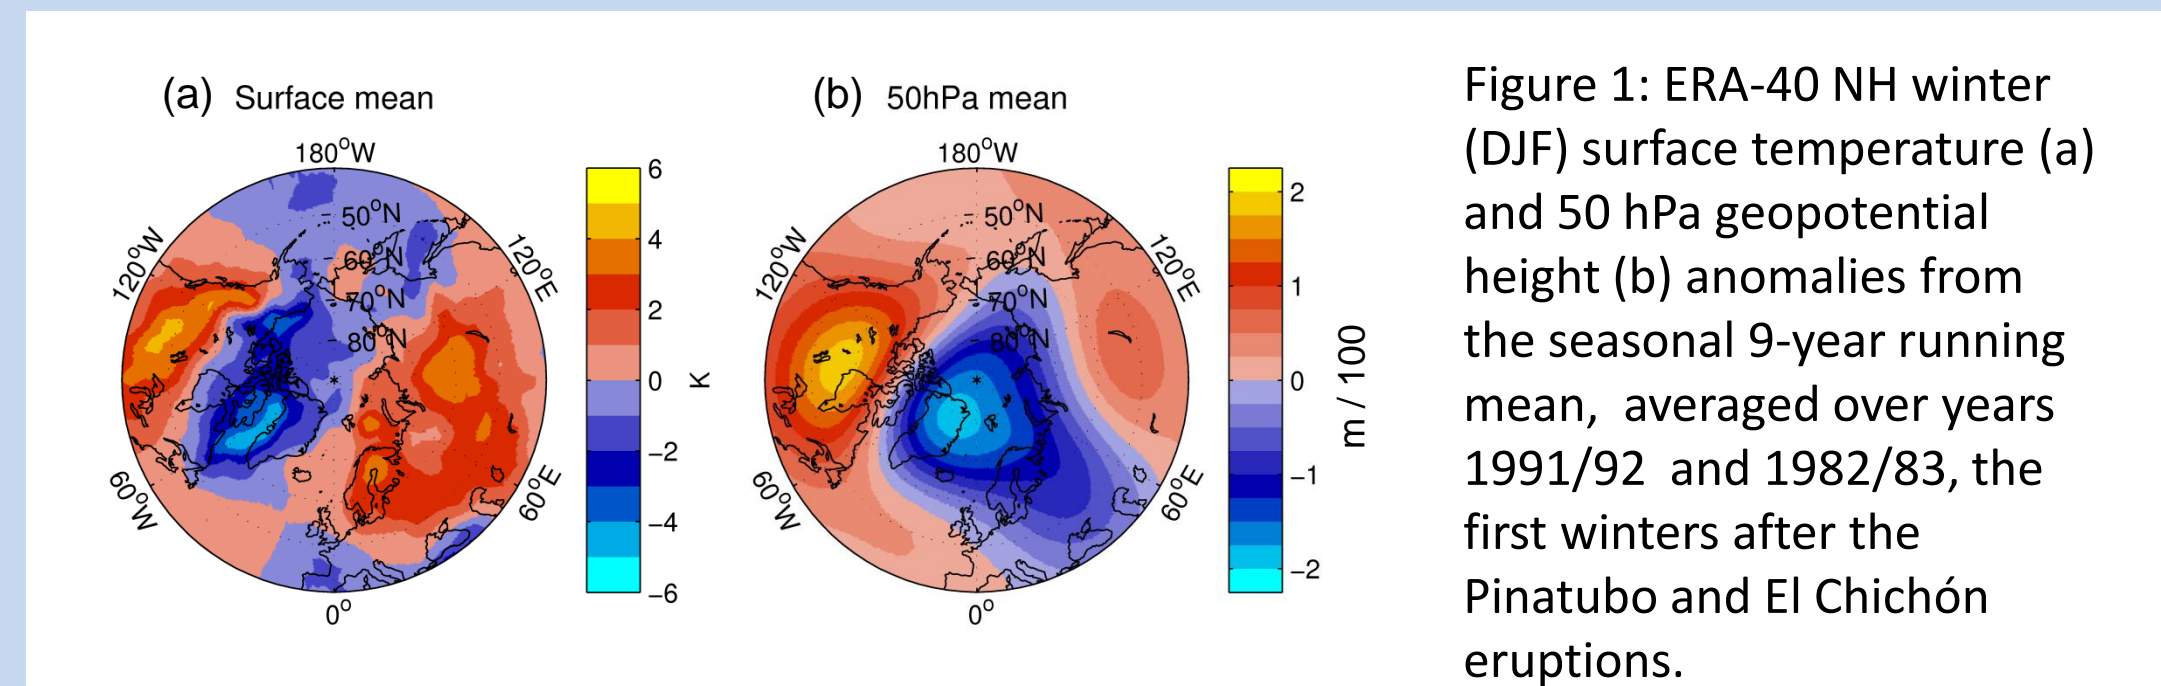 (a) Surface mean
180°W
120°W
120°E
60°W
60°E
0°
50°N
60°N
70°N
80°N
6
4
2
0
−2
−4
−6
K
(b) 50hPa mean
180°W
120°W
120°E
60°W
60°E
0°
50°N
60°N
70°N
80°N
2
1
0
−1
−2
m / 100
Figure 1: ERA-40 NH winter
(DJF) surface temperature (a)
and 50 hPa geopotential
height (b) anomalies from
the seasonal 9-year running
mean, averaged over years
1991/92 and 1982/83, the
first winters after the
Pinatubo and El Chichón
eruptions.